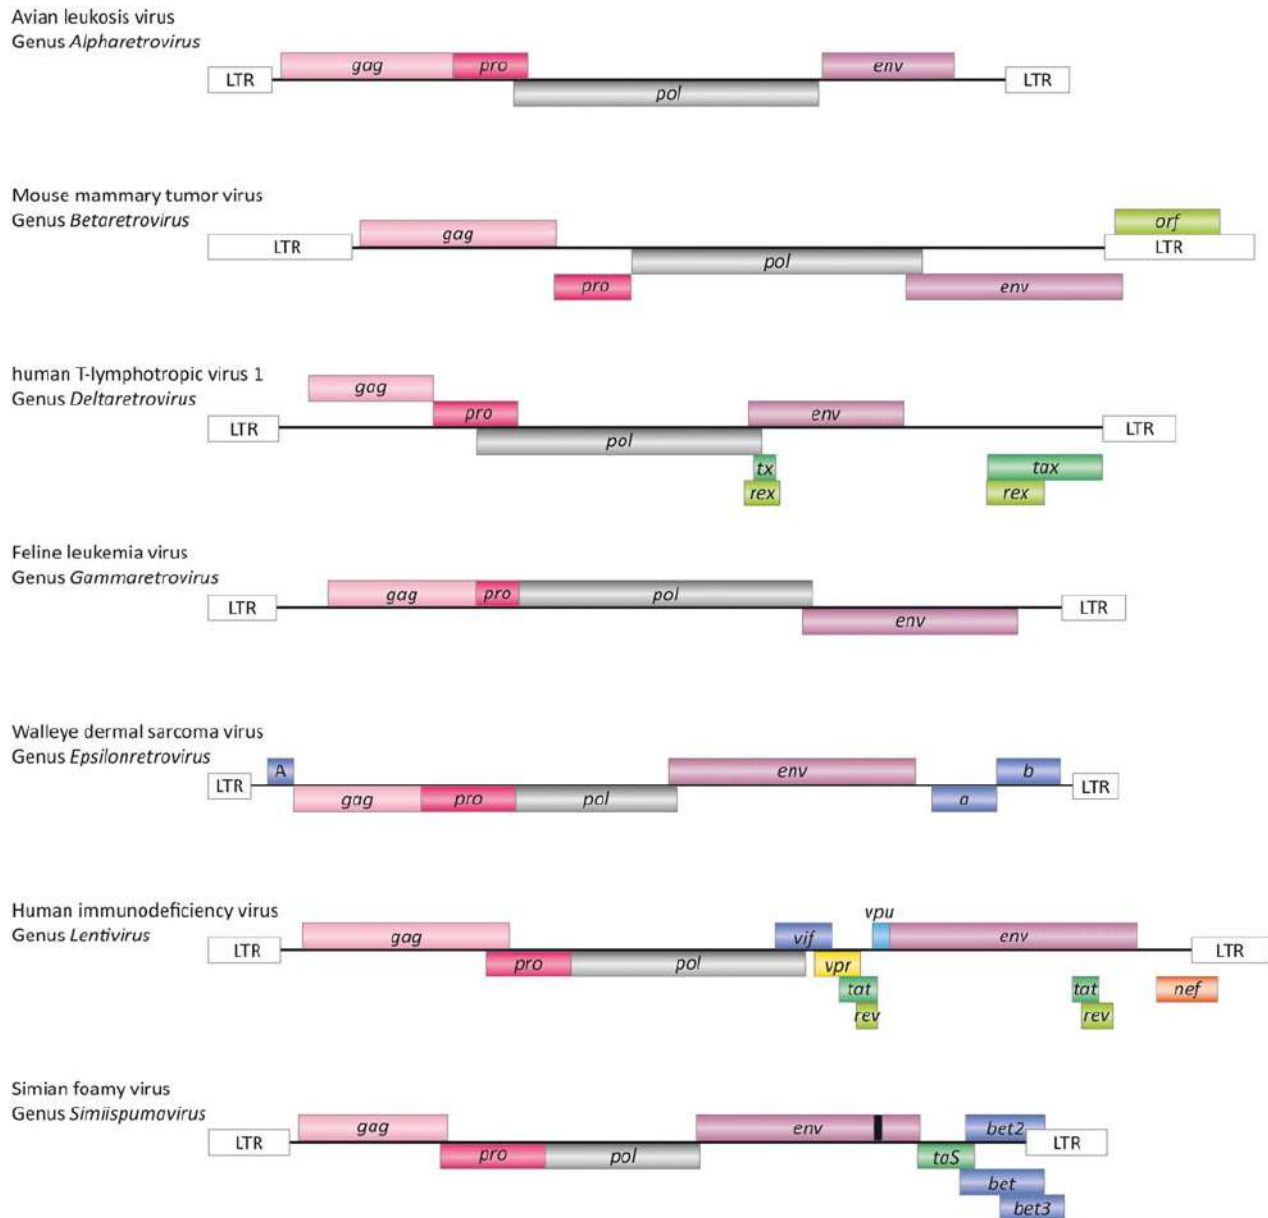 Avian leukosis virus
Genus Alpharetrovirus
gag pro env
LTR LTR
pol
Mouse mammary tumor virus
Genus Betaretrovirus
orf
gag
LTR LTR
pol
pro env
human T-lymphotropic virus 1
Genus Deltaretrovirus
gag
pro env
LTR LTR
pol
tx tax
rex rex
Feline leukemia virus
Genus Gammaretrovirus
gag pro pol
LTR LTR
env
Walleye dermal sarcoma virus
Genus Epsilonretrovirus
A env b
LTR LTR
gag pro pol a
Human immunodeficiency virus
Genus Lentivirus
vpu
gag vif env
LTR LTR
pro pol vpr
tat tat nef
rev rev
Simian foamy virus
Genus Simiispumavirus
gag env bet2
LTR LTR
pro pol taS
bet
bet3